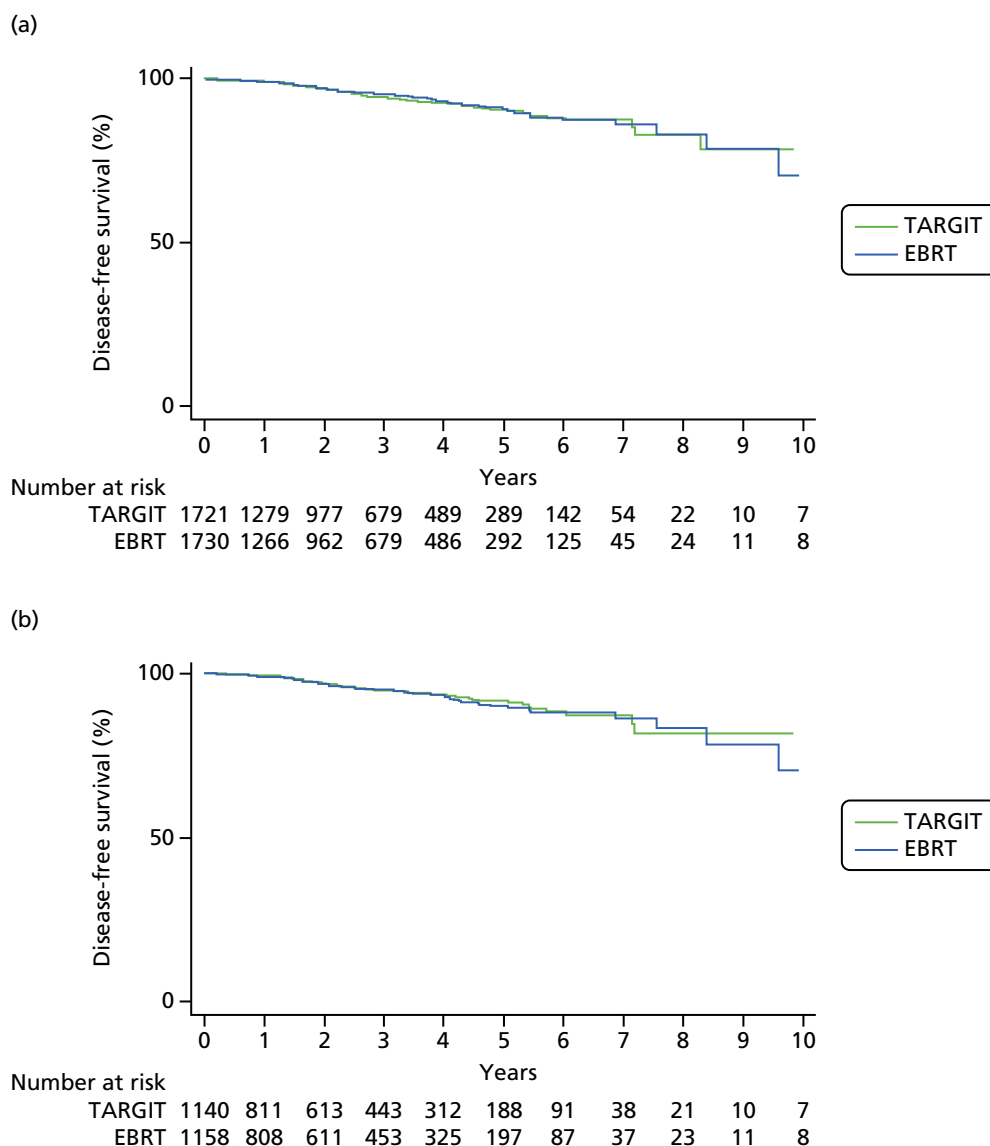 (a)
100
50
0
Disease-free survival (%)
0 1 2 3 4 5 6 7 8 9 10
Years
TARGIT
EBRT
Number at risk
TARGIT 1721 1279 977 679 489 289 142 54 22 10 7
EBRT 1730 1266 962 679 486 292 125 45 24 11 8
(b)
100
50
0
Disease-free survival (%)
0 1 2 3 4 5 6 7 8 9 10
Years
TARGIT
EBRT
Number at risk
TARGIT 1140 811 613 443 312 188 91 38 21 10 7
EBRT 1158 808 611 453 325 197 87 37 23 11 8